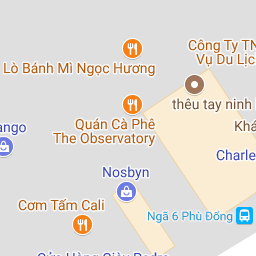 Công Ty TN
Vụ Du Lịc
Lò Bánh Mì Ngọc Hương
thêu tay ninh
Quán Cà Phê
The Observatory
Khá
ango
Charle
Nosbyn
Cơm Tấm Cali
Ngã 6 Phù Đổng